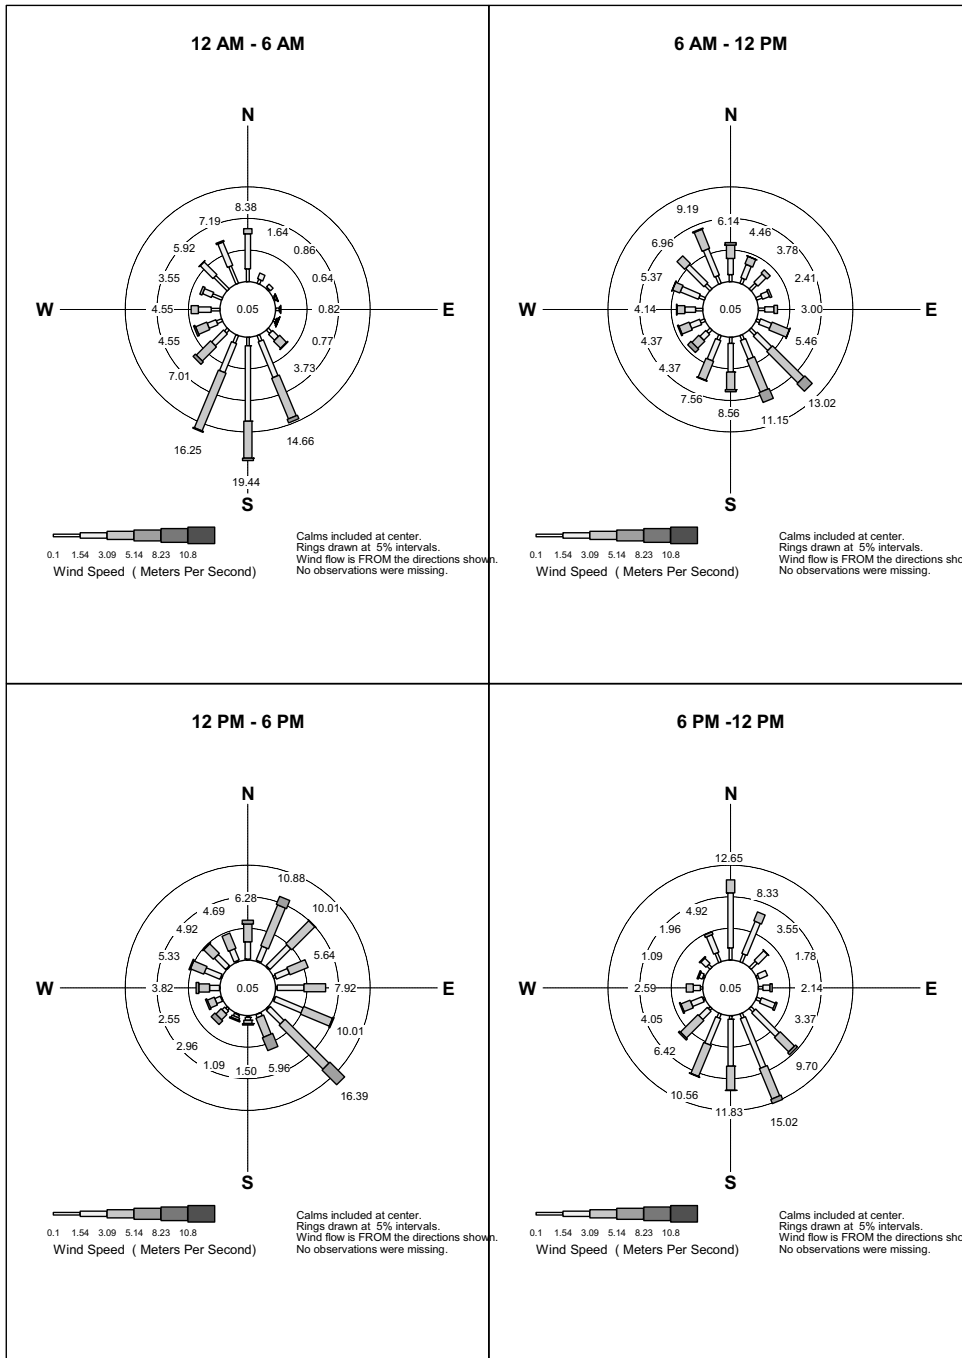 12 AM - 6 AM
N
8.38
7.19 1.64
5.92 0.86
3.55 0.64
W 4.55 0.05 0.82 E
4.55 0.77
7.01 3.73
16.25 14.66
19.44
S
0.1 1.54 3.09 5.14 8.23 10.8
Wind Speed ( Meters Per Second)
Calms included at center.
Rings drawn at 5% intervals.
Wind flow is FROM the directions shown.
No observations were missing.
6 AM - 12 PM
N
9.19 6.14 4.46
6.96 3.78
5.37 2.41
W 4.14 0.05 3.00 E
4.37 5.46
4.37 13.02
7.56 8.56 11.15
S
0.1 1.54 3.09 5.14 8.23 10.8
Wind Speed ( Meters Per Second)
Calms included at center.
Rings drawn at 5% intervals.
Wind flow is FROM the directions sho
No observations were missing.
12 PM - 6 PM
N
10.88
4.69 6.28 10.01
4.92
5.33 5.64
W 3.82 0.05 7.92 E
2.55 10.01
2.96
1.09 1.50 5.96
16.39
S
0.1 1.54 3.09 5.14 8.23 10.8
Wind Speed ( Meters Per Second)
Calms included at center.
Rings drawn at 5% intervals.
Wind flow is FROM the directions shown.
No observations were missing.
6 PM -12 PM
N
12.65
4.92 8.33
1.96 3.55
1.09 1.78
W 2.59 0.05 2.14 E
4.05 3.37
6.42 9.70
10.56 11.83 15.02
S
0.1 1.54 3.09 5.14 8.23 10.8
Wind Speed ( Meters Per Second)
Calms included at center.
Rings drawn at 5% intervals.
Wind flow is FROM the directions sho
No observations were missing.